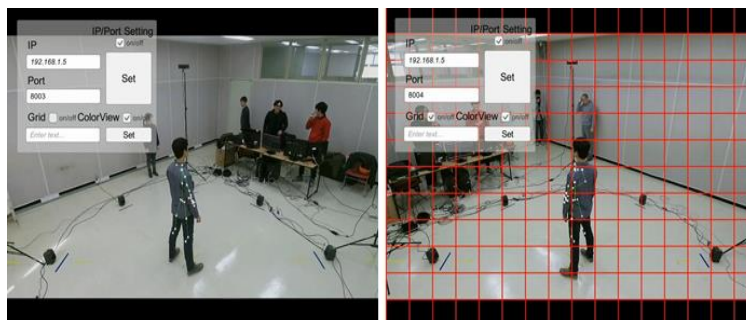 IP/Port Setting
on/off
IP
192.168.1.5
Port
Set
8003
Grid on/off ColorView on/off
Enter text...
Set
IP/Port Setting
on/off
IP
192.168.1.5
Port
Set
8004
Grid on/off ColorView on/off
Enter text...
Set